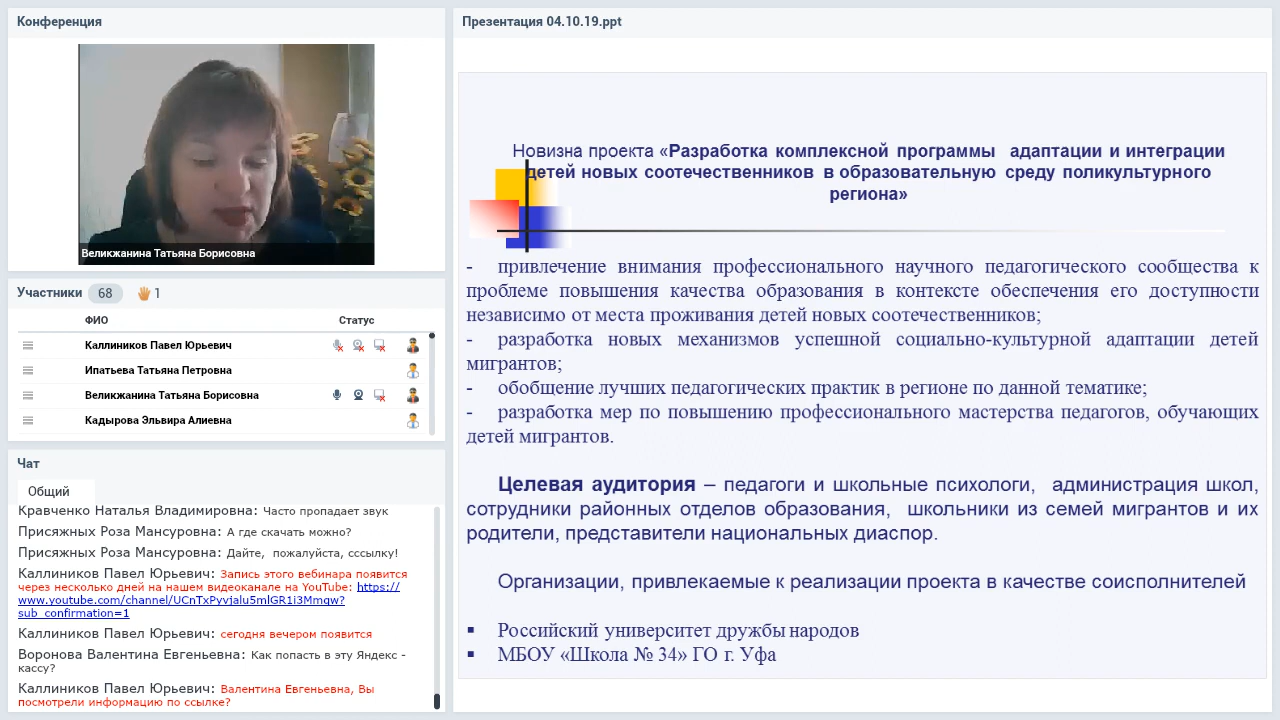 Конференция
Великжанина Татьяна Борисовна
Участники 68 1
ФИО Статус
Каллиников Павел Юрьевич
Ипатьева Татьяна Петровна
Великжанина Татьяна Борисовна
Кадырова Эльвира Алиевна
Чат
Общий
Кравченко Наталья Владимировна: Часто пропадает звук
Присяжных Роза Мансуровна: А где скачать можно?
Присяжных Роза Мансуровна: Дайте, пожалуйста, сссылку!
Каллиников Павел Юрьевич: Запись этого вебинара появится
через несколько дней на нашем видеоканале на YouTube: https://
www.youtube.com/channel/UCnTxPyvjalu5mlGR1i3Mmqw?
sub_confirmation=1
Каллиников Павел Юрьевич: сегодня вечером появится
Воронова Валентина Евгеньевна: Как попасть в эту Яндекс -
кассу?
Каллиников Павел Юрьевич: Валентина Евгеньевна, Вы
посмотрели информацию по ссылке?
Презентация 04.10.19.ppt
Новизна проекта «Разработка комплексной программы адаптации и интеграции
детей новых соотечественников в образовательную среду поликультурного
региона»
- привлечение внимания профессионального научного педагогического сообщества к
проблеме повышения качества образования в контексте обеспечения его доступности
независимо от места проживания детей новых соотечественников;
- разработка новых механизмов успешной социально-культурной адаптации детей
мигрантов;
- обобщение лучших педагогических практик в регионе по данной тематике;
- разработка мер по повышению профессионального мастерства педагогов, обучающих
детей мигрантов.
Целевая аудитория – педагоги и школьные психологи, администрация школ,
сотрудники районных отделов образования, школьники из семей мигрантов и их
родители, представители национальных диаспор.
Организации, привлекаемые к реализации проекта в качестве соисполнителей
▪ Российский университет дружбы народов
▪ МБОУ «Школа № 34» ГО г. Уфа